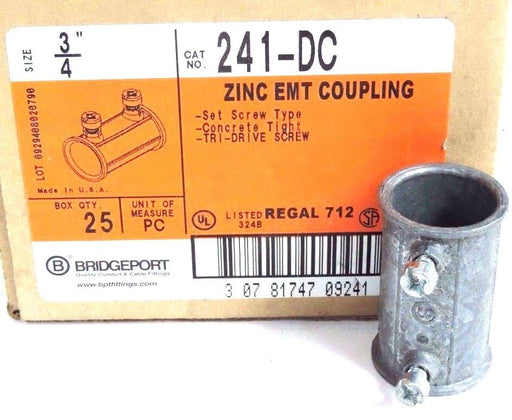 SIZE 3/4" CAT NO. 241-DC
ZINC EMT COUPLING
-Set Screw Type
-Concrete Tight
-TRI-DRIVE SCREW
LOT 0929408020790
Made in U.S.A.
BOX QTY. 25 UNIT OF MEASURE PC
UL LISTED 324B REGAL 712 SA
B BRIDGEPORT
Quality Conduit & Cable Fittings
www.bptfittings.com
3 07 81747 09241